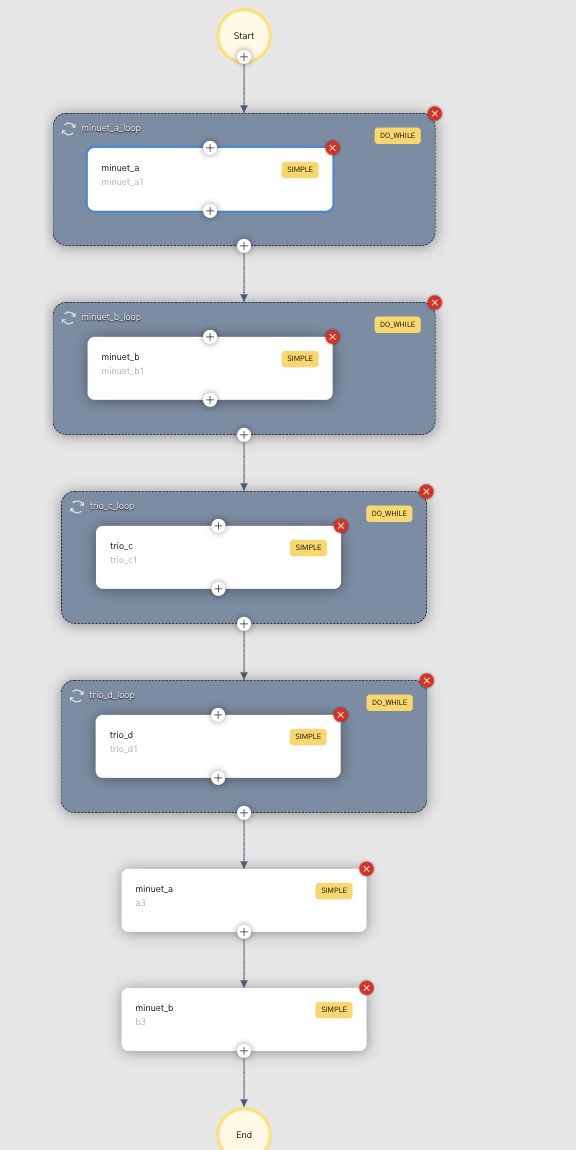 Start
minuet_a_loop
DO_WHILE
minuet_a
SIMPLE
minuet_a1
minuet_b_loop
DO_WHILE
minuet_b
SIMPLE
minuet_b1
trio_c_loop
DO_WHILE
trio_c
SIMPLE
trio_c1
trio_d_loop
DO_WHILE
trio_d
SIMPLE
trio_d1
minuet_a
SIMPLE
a3
minuet_b
SIMPLE
b3
End